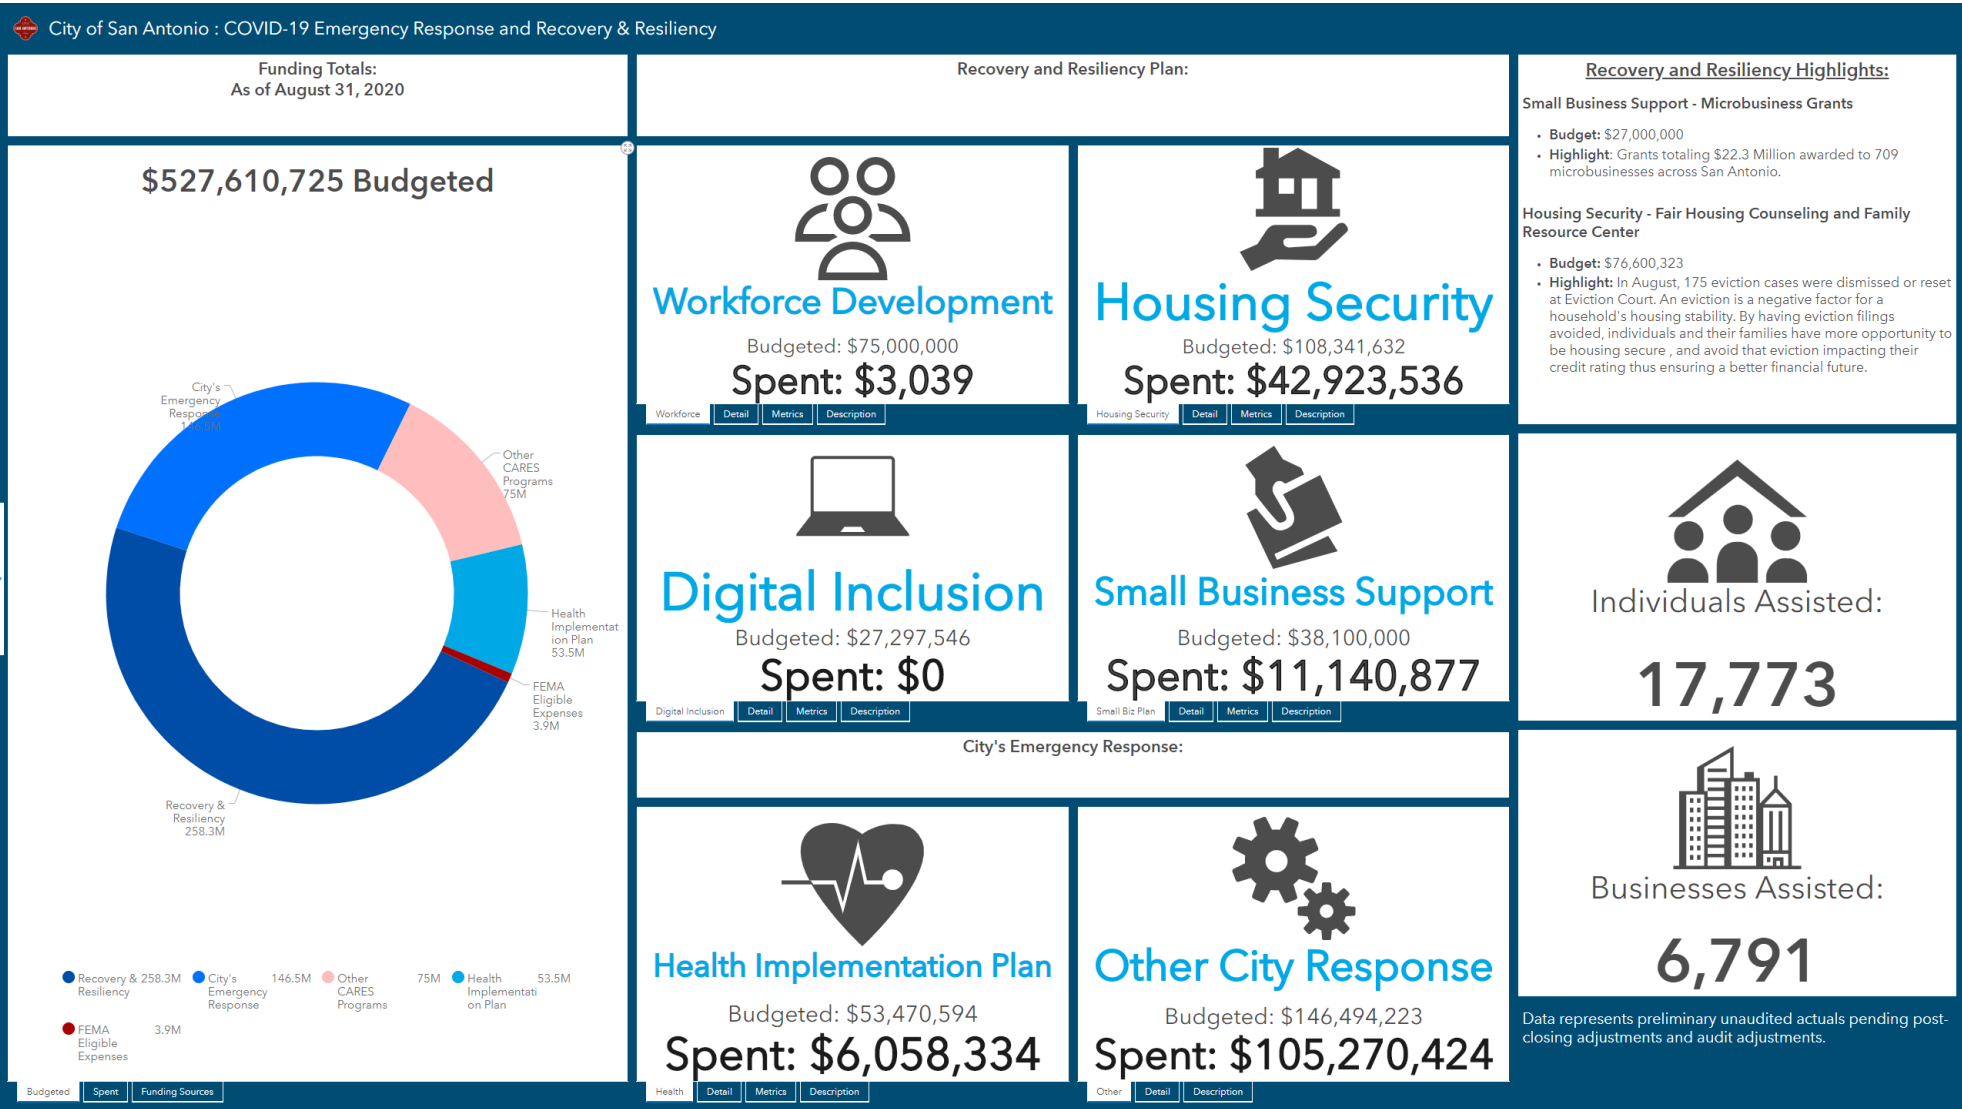 City of San Antonio : COVID-19 Emergency Response and Recovery & Resiliency
Funding Totals:
As of August 31, 2020
$527,610,725 Budgeted
City's
Emergency
Response
146.5M
Other
CARES
Programs
75M
Health
Implementat
ion Plan
53.5M
FEMA
Eligible
Expenses
3.9M
Recovery &
Resiliency
258.3M
Recovery & 258.3M
Resiliency
City's 146.5M
Emergency
Response
Other 75M
CARES
Programs
Health 53.5M
Implementati
on Plan
FEMA 3.9M
Eligible
Expenses
Budgeted
Spent
Funding Sources
Recovery and Resiliency Plan:
Workforce Development
Budgeted: $75,000,000
Spent: $3,039
Workforce
Detail
Metrics
Description
Housing Security
Budgeted: $108,341,632
Spent: $42,923,536
Housing Security
Detail
Metrics
Description
Digital Inclusion
Budgeted: $27,297,546
Spent: $0
Digital Inclusion
Detail
Metrics
Description
Small Business Support
Budgeted: $38,100,000
Spent: $11,140,877
Small Biz Plan
Detail
Metrics
Description
City's Emergency Response:
Health Implementation Plan
Budgeted: $53,470,594
Spent: $6,058,334
Health
Detail
Metrics
Description
Other City Response
Budgeted: $146,494,223
Spent: $105,270,424
Other
Detail
Description
Recovery and Resiliency Highlights:
Small Business Support - Microbusiness Grants
• Budget: $27,000,000
• Highlight: Grants totaling $22.3 Million awarded to 709
microbusinesses across San Antonio.
Housing Security - Fair Housing Counseling and Family
Resource Center
• Budget: $76,600,323
• Highlight: In August, 175 eviction cases were dismissed or reset
at Eviction Court. An eviction is a negative factor for a
household's housing stability. By having eviction filings
avoided, individuals and their families have more opportunity to
be housing secure , and avoid that eviction impacting their
credit rating thus ensuring a better financial future.
Individuals Assisted:
17,773
Businesses Assisted:
6,791
Data represents preliminary unaudited actuals pending post-
closing adjustments and audit adjustments.